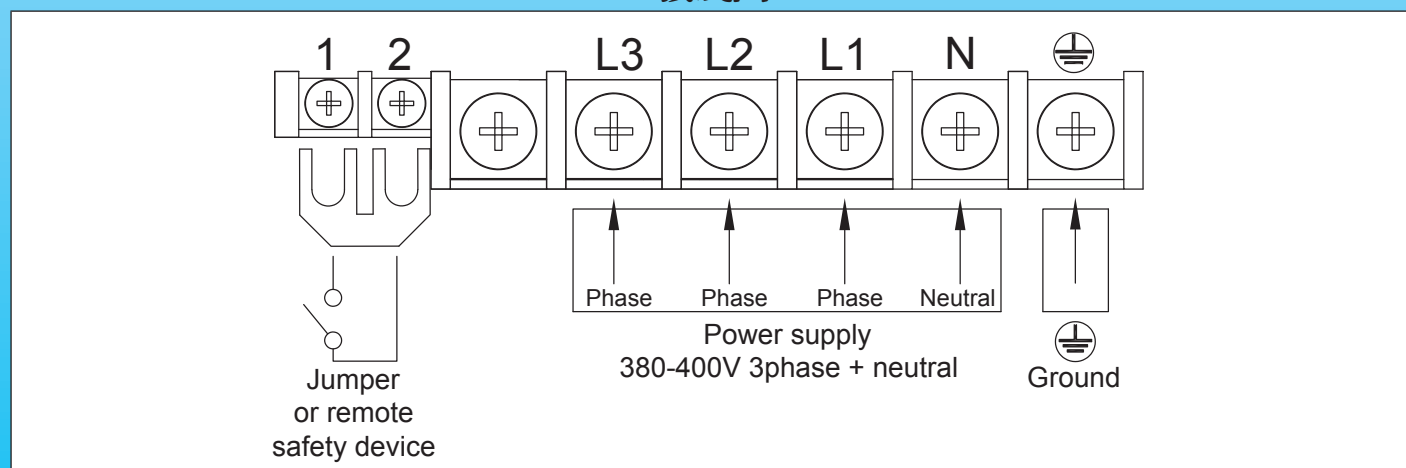 1 2 L3 L2 L1 N
Phase Phase Phase Neutral
Power supply
380-400V 3phase + neutral
Ground
Jumper
or remote
safety device